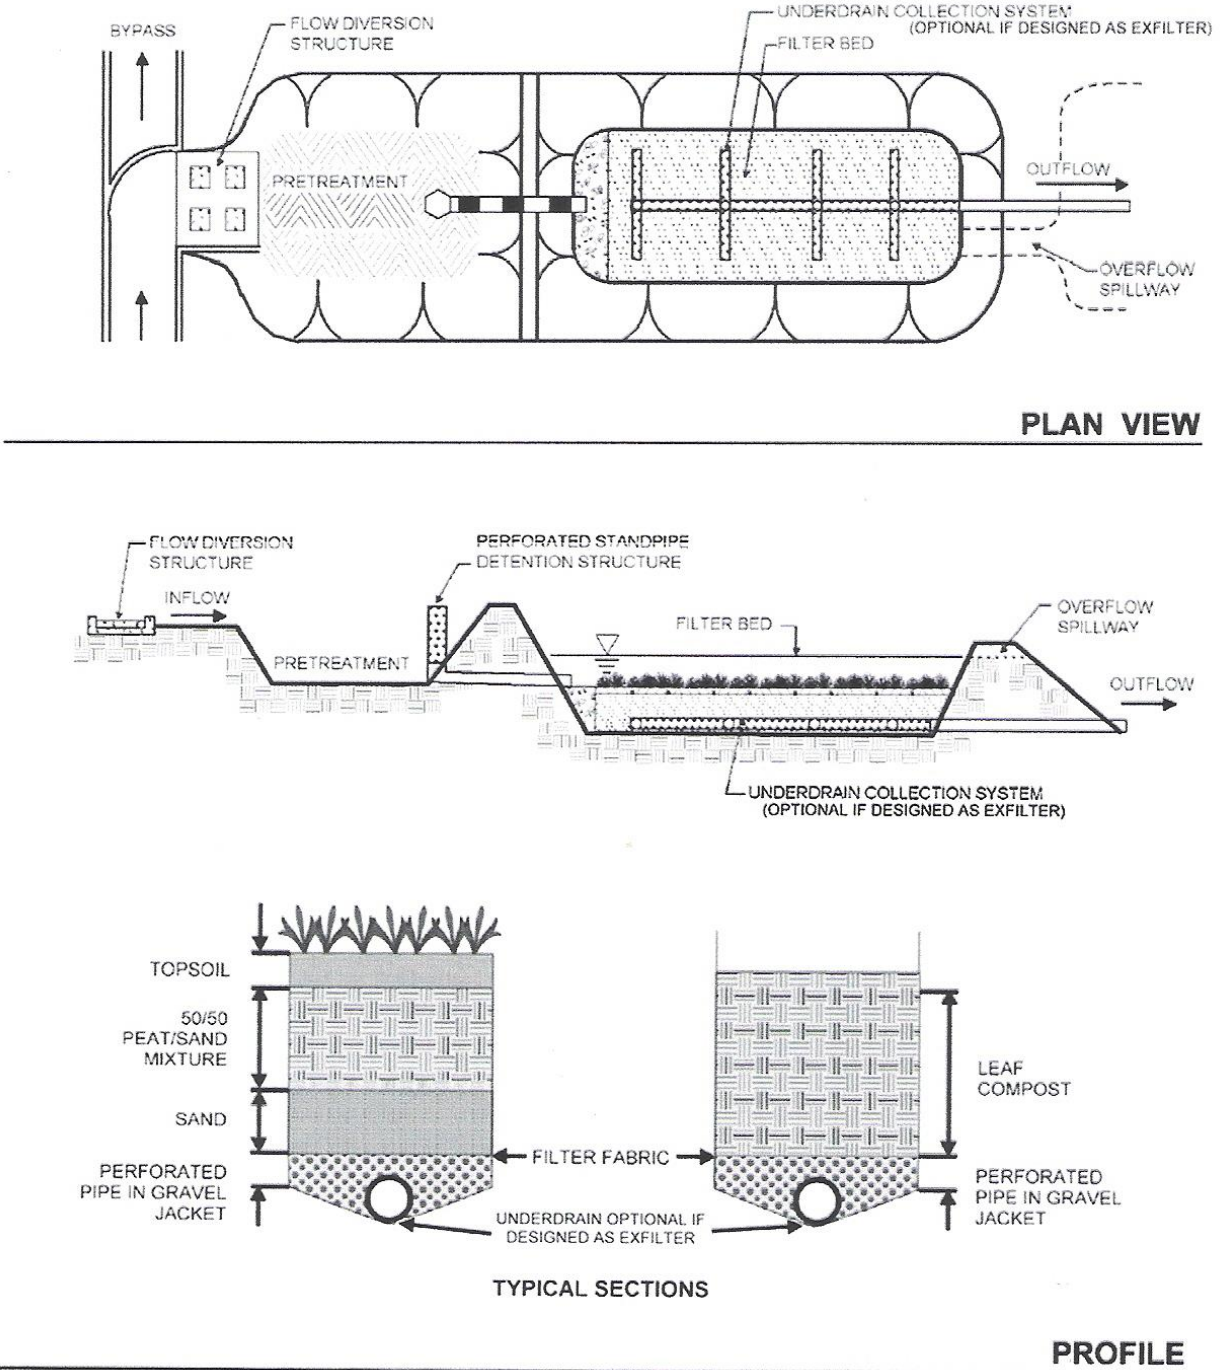 BYPASS
FLOW DIVERSION
STRUCTURE
UNDERDRAIN COLLECTION SYSTEM
(OPTIONAL IF DESIGNED AS EXFILTER)
FILTER BED
PRETREATMENT
OUTFLOW
OVERFLOW
SPILLWAY
PLAN VIEW
FLOW DIVERSION
STRUCTURE
INFLOW
PERFORATED STANDPIPE
DETENTION STRUCTURE
PRETREATMENT
FILTER BED
OVERFLOW
SPILLWAY
OUTFLOW
UNDERDRAIN COLLECTION SYSTEM
(OPTIONAL IF DESIGNED AS EXFILTER)
TOPSOIL
50/50
PEAT/SAND
MIXTURE
SAND
PERFORATED
PIPE IN GRAVEL
JACKET
FILTER FABRIC
UNDERDRAIN OPTIONAL IF
DESIGNED AS EXFILTER
LEAF
COMPOST
PERFORATED
PIPE IN GRAVEL
JACKET
TYPICAL SECTIONS
PROFILE